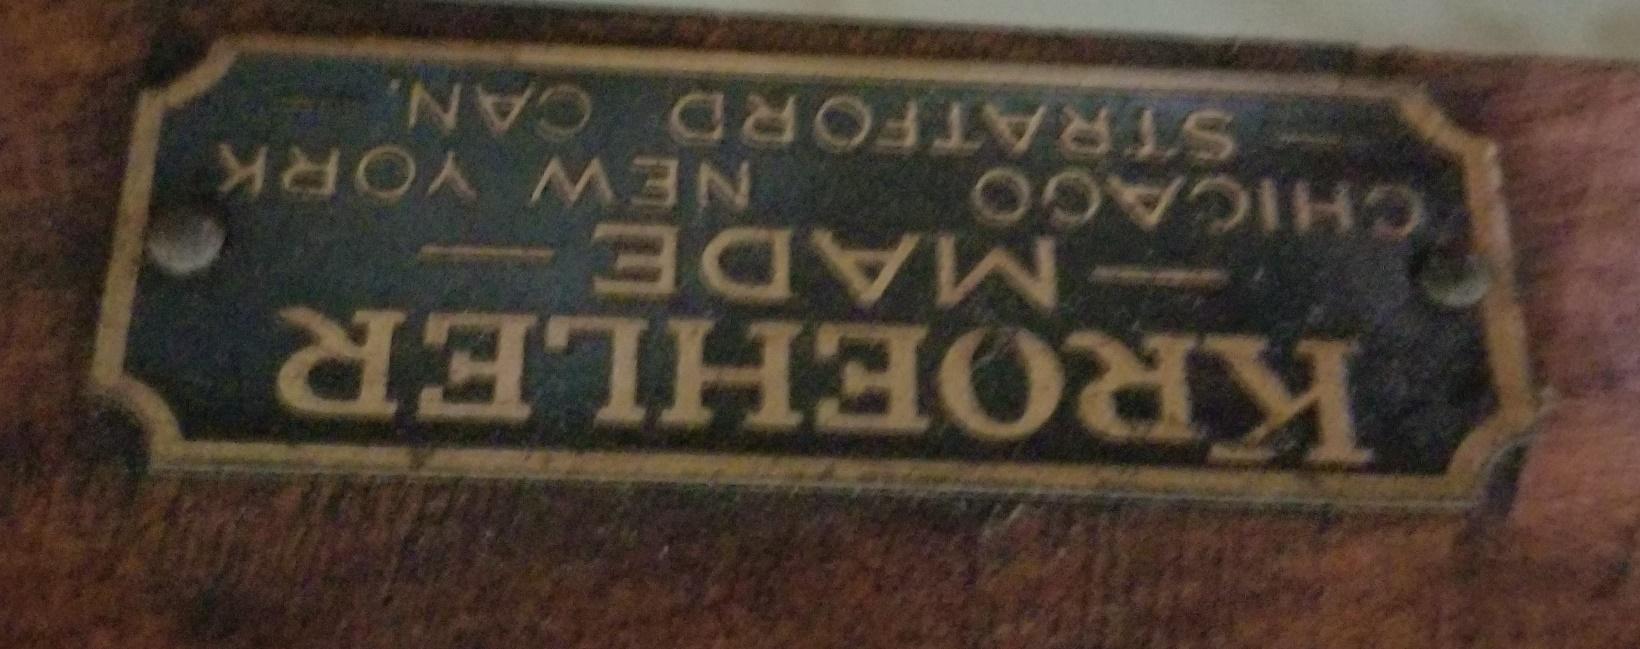 KROEHLER
— MADE —
CHICAGO NEW YORK
— STRATFORD CAN. —